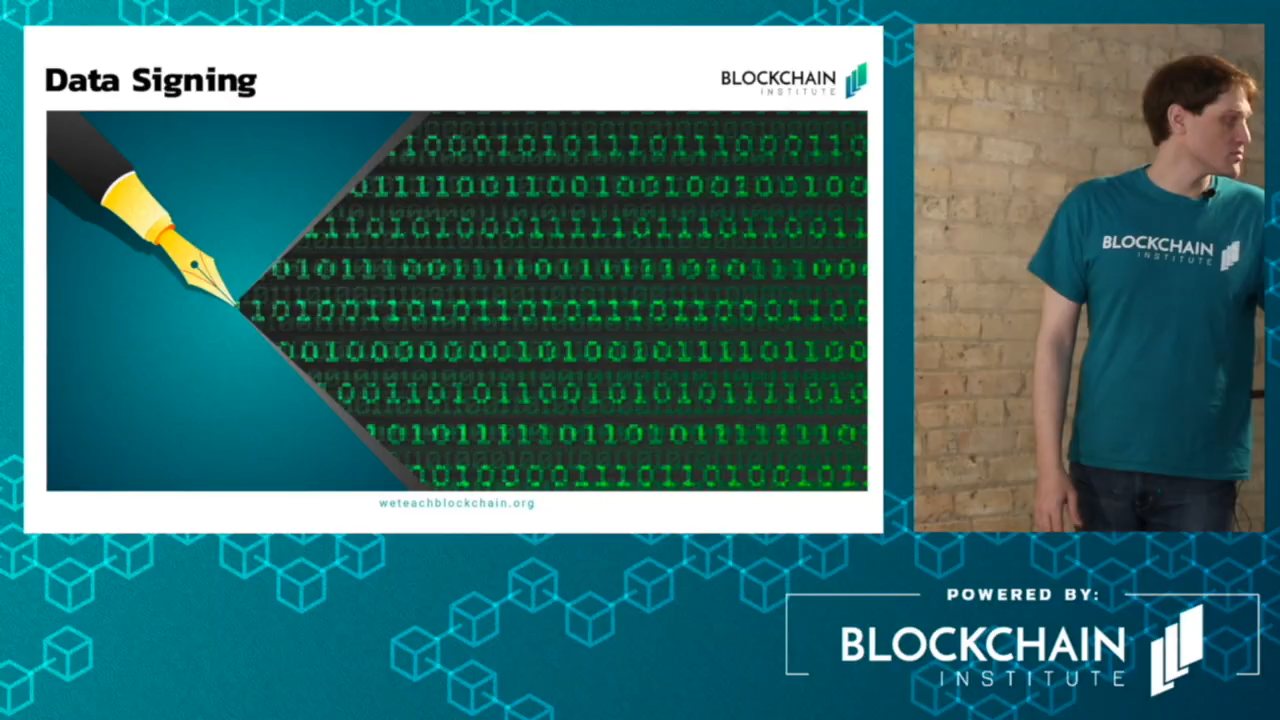 Data Signing
BLOCKCHAIN
INSTITUTE
weteachblockchain.org
BLOCKCHAIN
INSTITUTE
POWERED BY:
BLOCKCHAIN
INSTITUTE